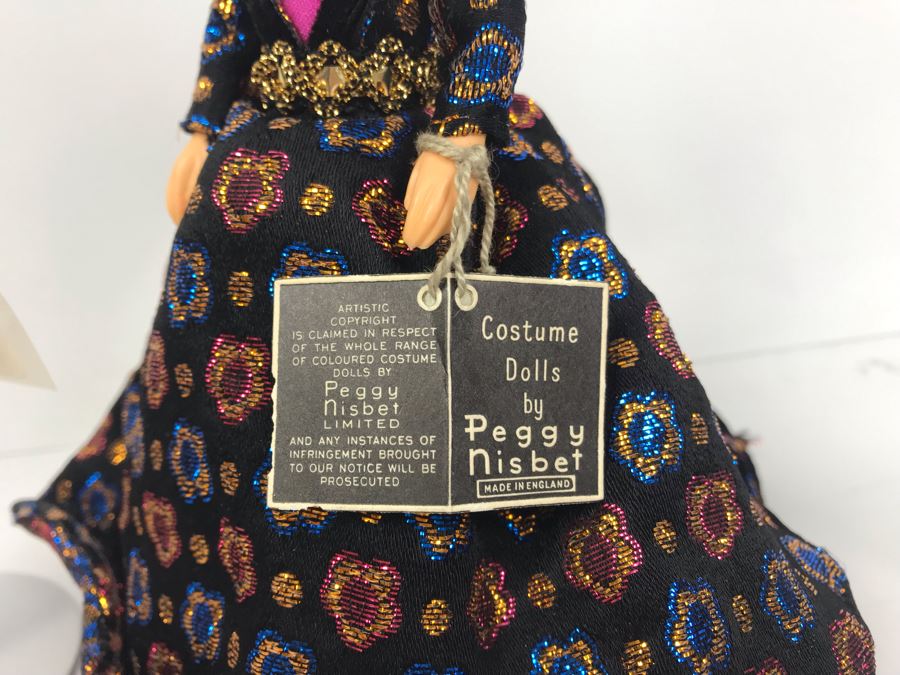 ARTISTIC
COPYRIGHT
IS CLAIMED IN RESPECT
OF THE WHOLE RANGE
OF COLOURED COSTUME
DOLLS BY
Peggy
Nisbet
LIMITED
AND ANY INSTANCES OF
INFRINGEMENT BROUGHT
TO OUR NOTICE WILL BE
PROSECUTED
Costume
Dolls
by
Peggy
Nisbet
MADE IN ENGLAND